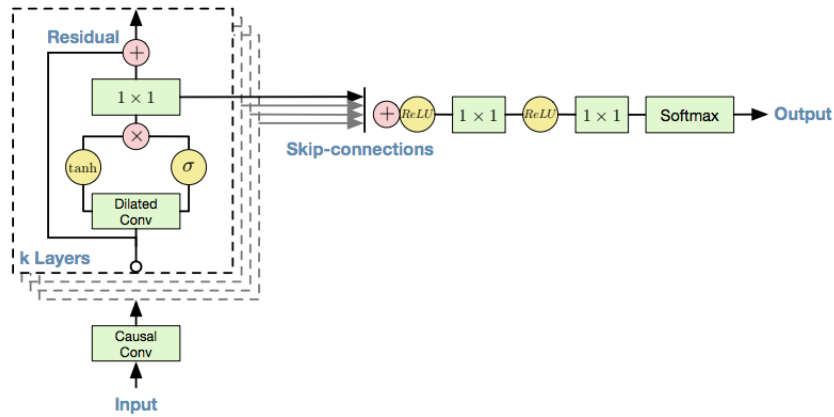 Residual
+
1 × 1
×
tanh
σ
Dilated
Conv
k Layers
Causal
Conv
Input
Skip-connections
+
ReLU
1 × 1
ReLU
1 × 1
Softmax
Output